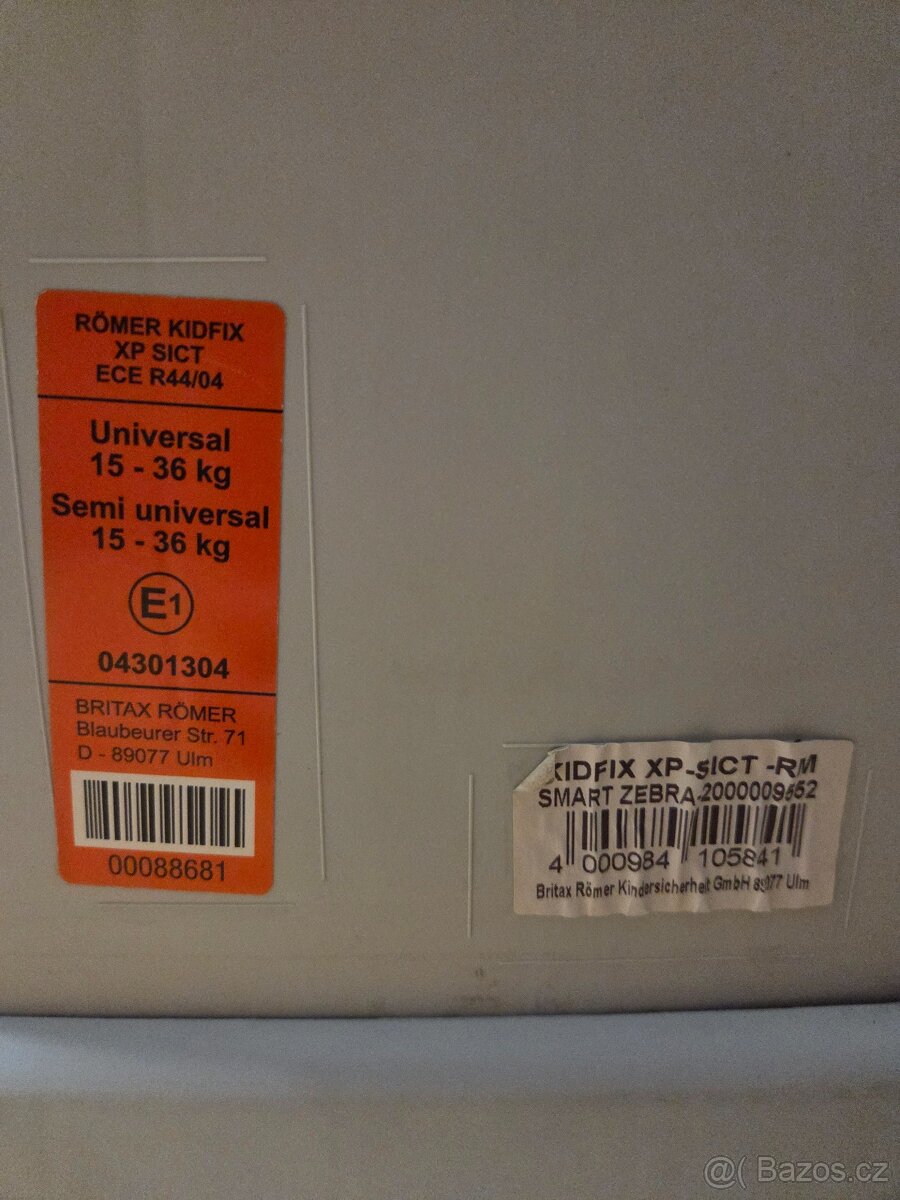 RÖMER KIDFIX
XP SICT
ECE R44/04
Universal
15 - 36 kg
Semi universal
15 - 36 kg
E1
04301304
BRITAX RÖMER
Blaubeurer Str. 71
D - 89077 Ulm
00088681
KIDFIX XP-SICT -RM
SMART ZEBRA
4 000984 105841
Britax Römer Kindersicherheit GmbH 89077 Ulm
@( Bazos.cz